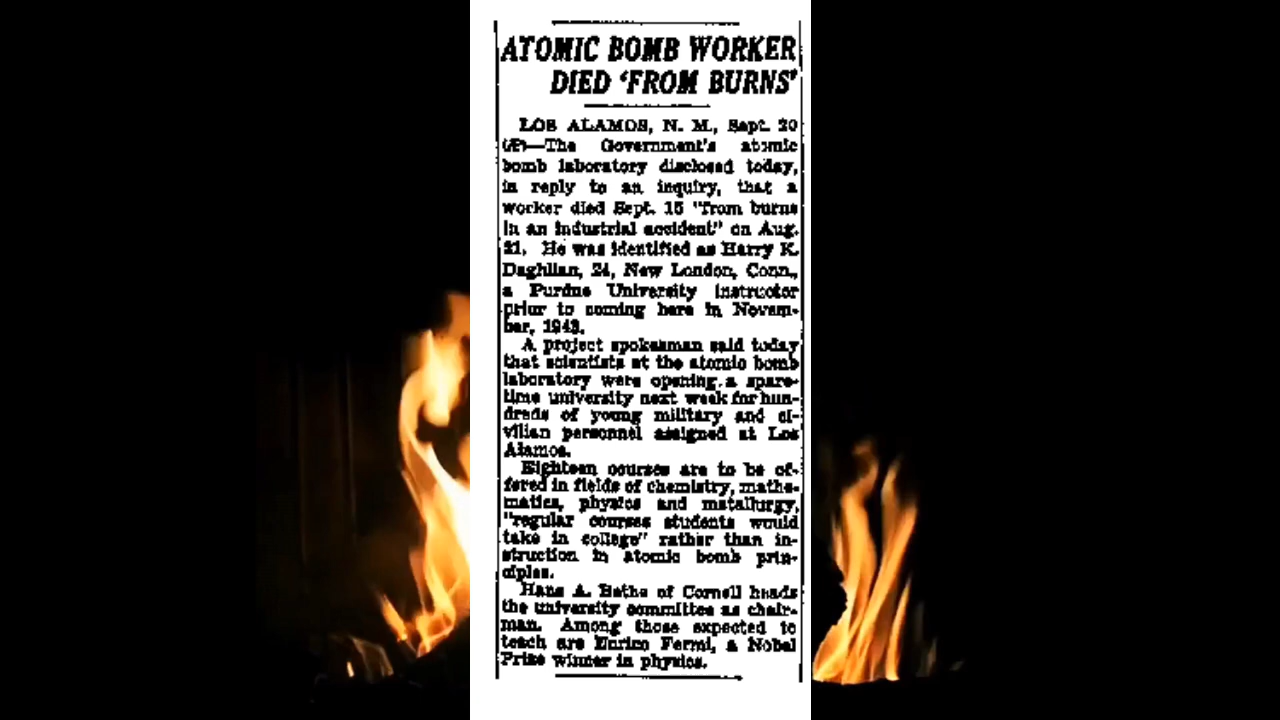 ATOMIC BOMB WORKER
DIED 'FROM BURNS'
LOS ALAMOS, N. M., Sept. 20
(AP)—The Government's atomic
bomb laboratory disclosed today,
in reply to an inquiry, that a
worker died Sept. 15 "from burns
in an industrial accident" on Aug.
21. He was identified as Harry K.
Daghlian, 24, New London, Conn.,
a Purdue University instructor
prior to coming here in Novem-
ber, 1943.
A project spokesman said today
that scientists at the atomic bomb
laboratory were opening a spare-
time university next week for hun-
dreds of young military and ci-
vilian personnel assigned at Los
Alamos.
Eighteen courses are to be of-
fered in fields of chemistry, mathe-
matics, physics and metallurgy,
"regular courses students would
take in college" rather than in-
struction in atomic bomb prin-
ciples.
Hans A. Bethe of Cornell heads
the university committee as chair-
man. Among those expected to
teach are Enrico Fermi, a Nobel
Prize winner in physics.